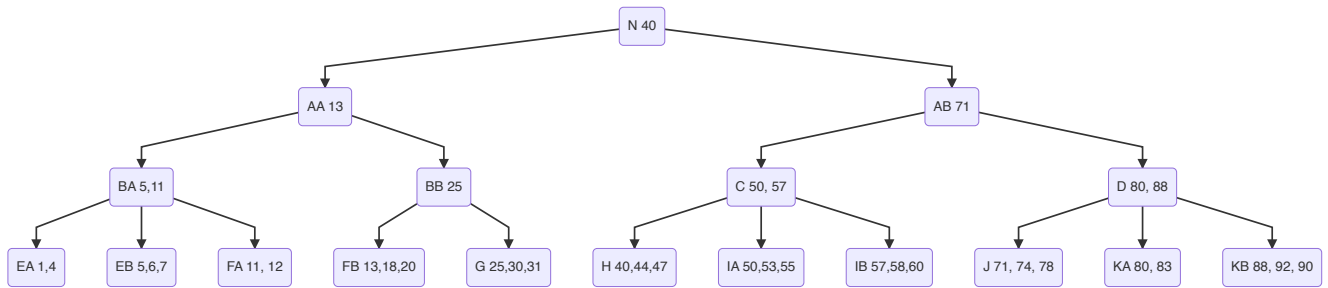 N 40
AA 13
AB 71
BA 5,11
BB 25
C 50, 57
D 80, 88
EA 1,4
EB 5,6,7
FA 11, 12
FB 13,18,20
G 25,30,31
H 40,44,47
IA 50,53,55
IB 57,58,60
J 71, 74, 78
KA 80, 83
KB 88, 92, 90